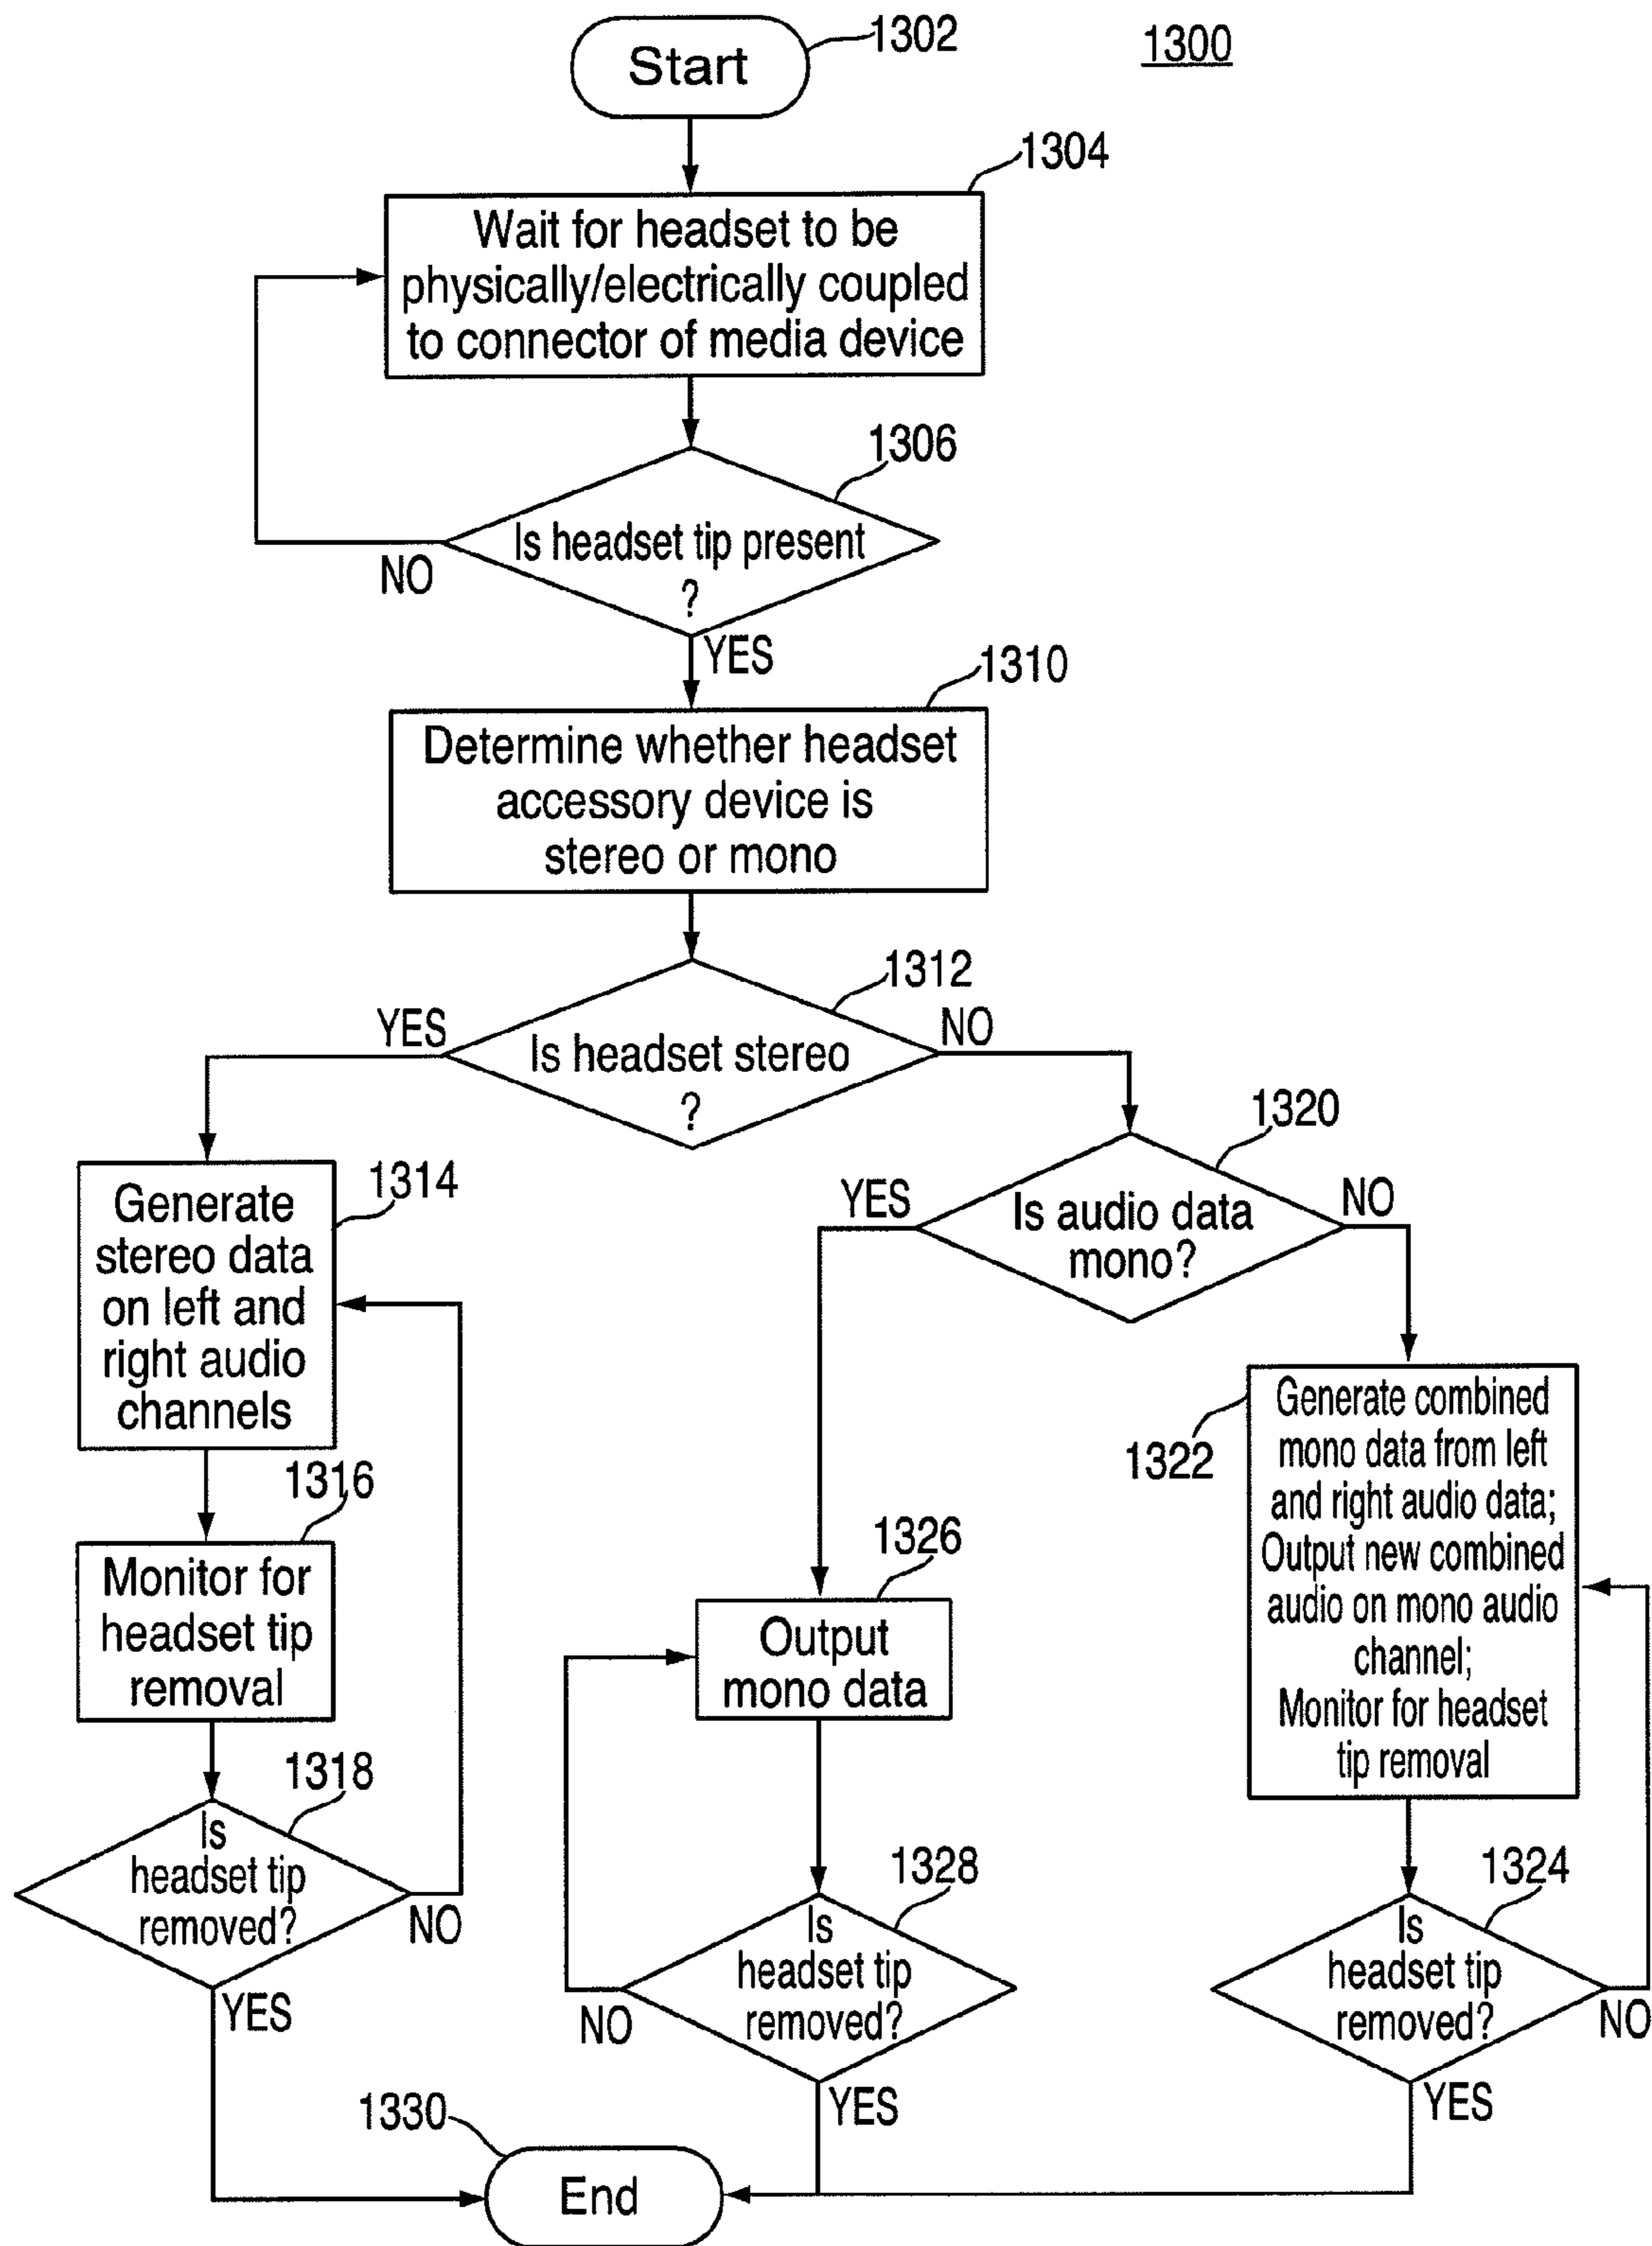 1300
1302
Start
1304
Wait for headset to be
physically/electrically coupled
to connector of media device
1306
Is headset tip present
?
NO
YES
1310
Determine whether headset
accessory device is
stereo or mono
1312
YES
NO
Is headset stereo
?
1314
Generate
stereo data
on left and
right audio
channels
1316
Monitor for
headset tip
removal
1318
Is
headset tip
removed?
NO
YES
1320
YES
NO
Is audio data
mono?
1326
Output
mono data
1328
Is
headset tip
removed?
NO
YES
1322
Generate combined
mono data from left
and right audio data;
Output new combined
audio on mono audio
channel;
Monitor for headset
tip removal
1324
Is
headset tip
removed?
NO
YES
1330
End